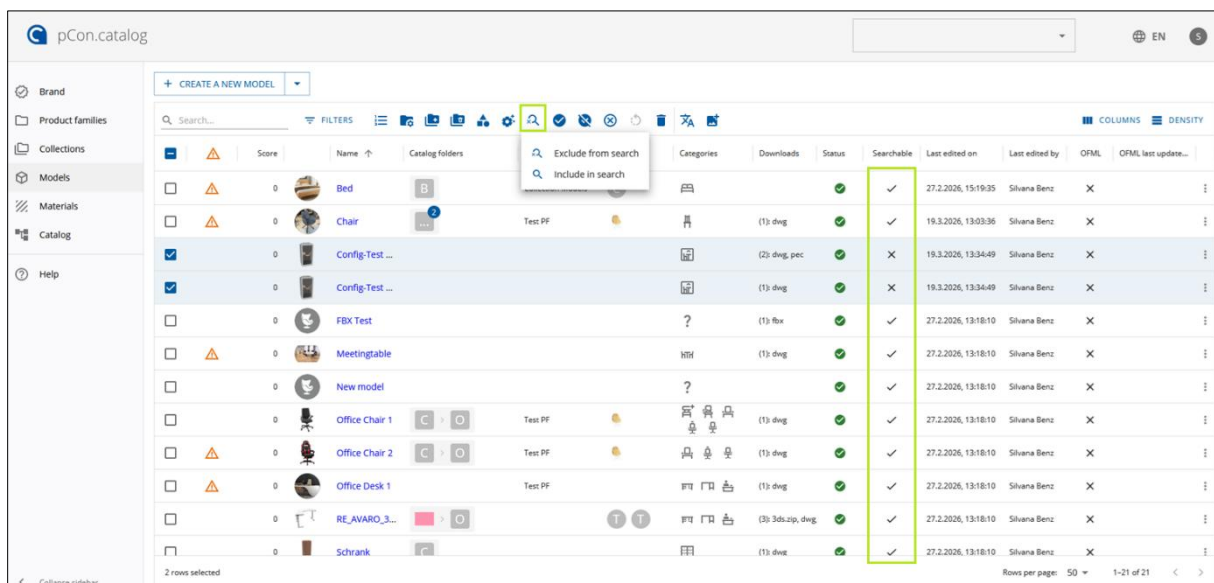 pCon.catalog
EN
S
Brand
Product families
Collections
Models
Materials
Catalog
Help
Collapse sidebar
+ CREATE A NEW MODEL
Search...
FILTERS
COLUMNS
DENSITY
Exclude from search
Include in search
Score Name Catalog folders Categories Downloads Status Searchable Last edited on Last edited by OFML OFML last update...
0 Bed B 27.2.2026, 15:19:35 Silvana Benz
0 Chair ... 2 Test PF (1): dwg 19.3.2026, 13:03:36 Silvana Benz
0 Config-Test ... (2): dwg, pec 19.3.2026, 13:34:49 Silvana Benz
0 Config-Test ... (1): dwg 19.3.2026, 13:34:49 Silvana Benz
0 FBX Test ? (1): fbx 27.2.2026, 13:18:10 Silvana Benz
0 Meetingtable (1): dwg 27.2.2026, 13:18:10 Silvana Benz
0 New model ? 27.2.2026, 13:18:10 Silvana Benz
0 Office Chair 1 C > O Test PF (1): dwg 27.2.2026, 13:18:10 Silvana Benz
0 Office Chair 2 C > O Test PF (1): dwg 27.2.2026, 13:18:10 Silvana Benz
0 Office Desk 1 Test PF (1): dwg 27.2.2026, 13:18:10 Silvana Benz
0 RE_AVARO_3... > O T T (3): 3ds.zip, dwg, 27.2.2026, 13:18:10 Silvana Benz
0 Schrank C (1): dwg 27.2.2026, 13:18:10 Silvana Benz
2 rows selected
Rows per page: 50 1–21 of 21